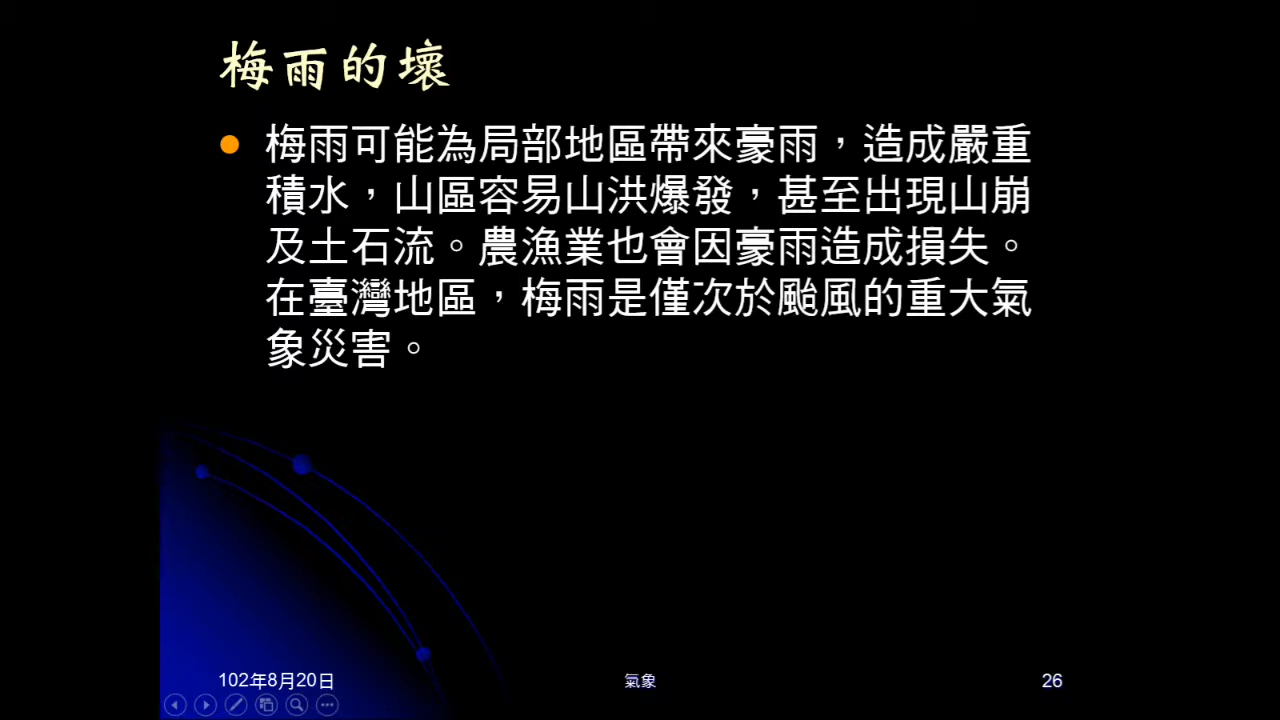 梅雨的壞
梅雨可能為局部地區帶來豪雨，造成嚴重
積水，山區容易山洪爆發，甚至出現山崩
及土石流。農漁業也會因豪雨造成損失。
在臺灣地區，梅雨是僅次於颱風的重大氣
象災害。
102年8月20日
氣象
26